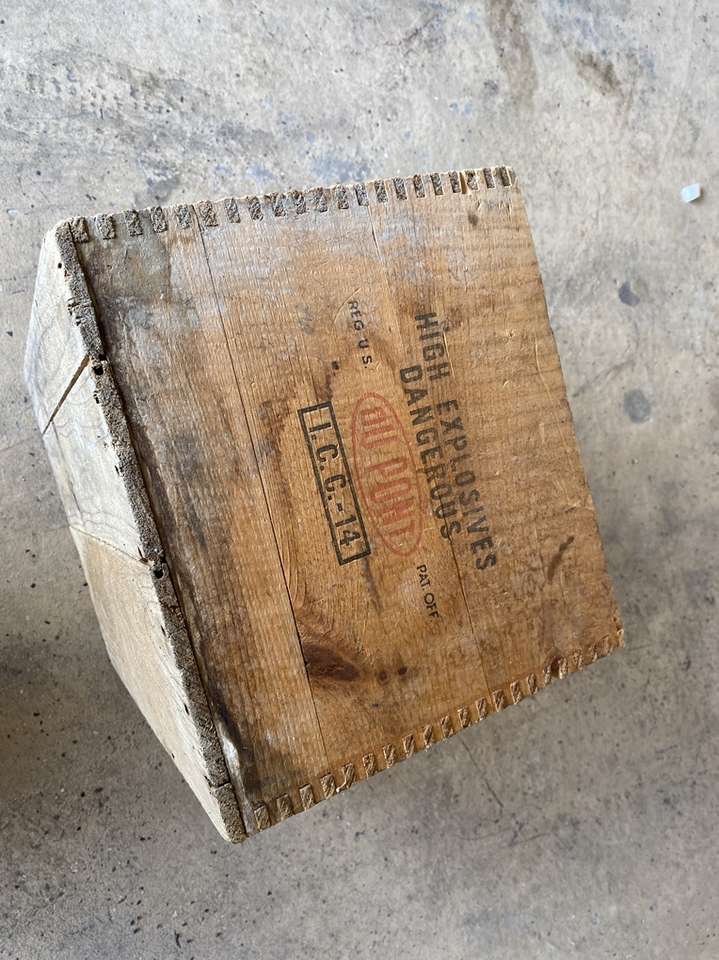 HIGH EXPLOSIVES
DANGEROUS
DU PONT
REG U.S. PAT. OFF
I.C.C.-14